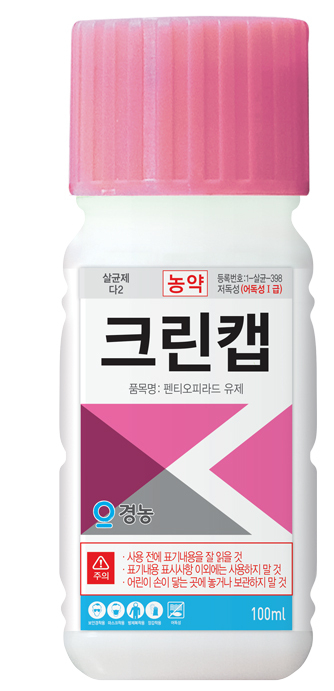 살균제
다2
농약
등록번호:1-살균-398
저독성(어독성Ⅰ급)
크린캡
품목명: 펜티오피라드 유제
경농
주의
· 사용 전에 표기내용을 잘 읽을 것
· 표기내용 표시사항 이외에는 사용하지 말 것
· 어린이 손이 닿는 곳에 놓거나 보관하지 말 것
100ml